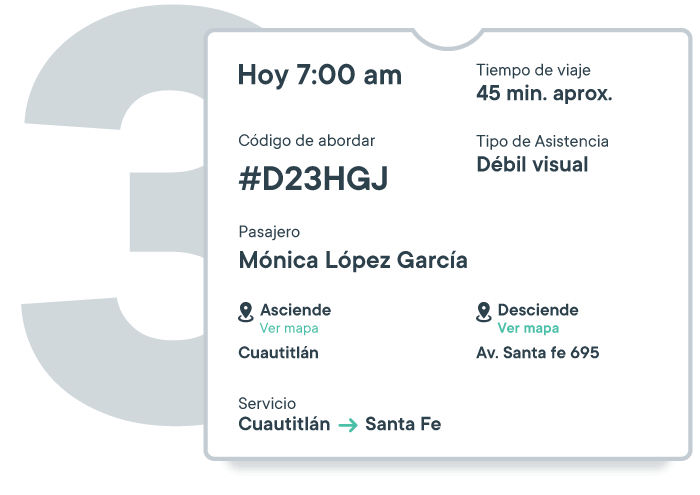 3
Hoy 7:00 am
Tiempo de viaje
45 min. aprox.
Código de abordar
#D23HGJ
Tipo de Asistencia
Débil visual
Pasajero
Mónica López García
Asciende
Ver mapa
Cuautitlán
Desciende
Ver mapa
Av. Santa fe 695
Servicio
Cuautitlán → Santa Fe